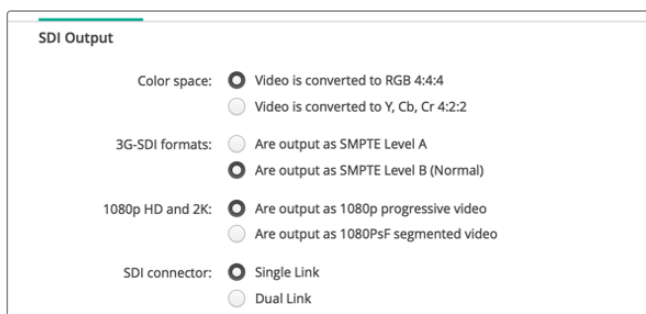 SDI Output
Color space: Video is converted to RGB 4:4:4
Video is converted to Y, Cb, Cr 4:2:2
3G-SDI formats: Are output as SMPTE Level A
Are output as SMPTE Level B (Normal)
1080p HD and 2K: Are output as 1080p progressive video
Are output as 1080PsF segmented video
SDI connector: Single Link
Dual Link